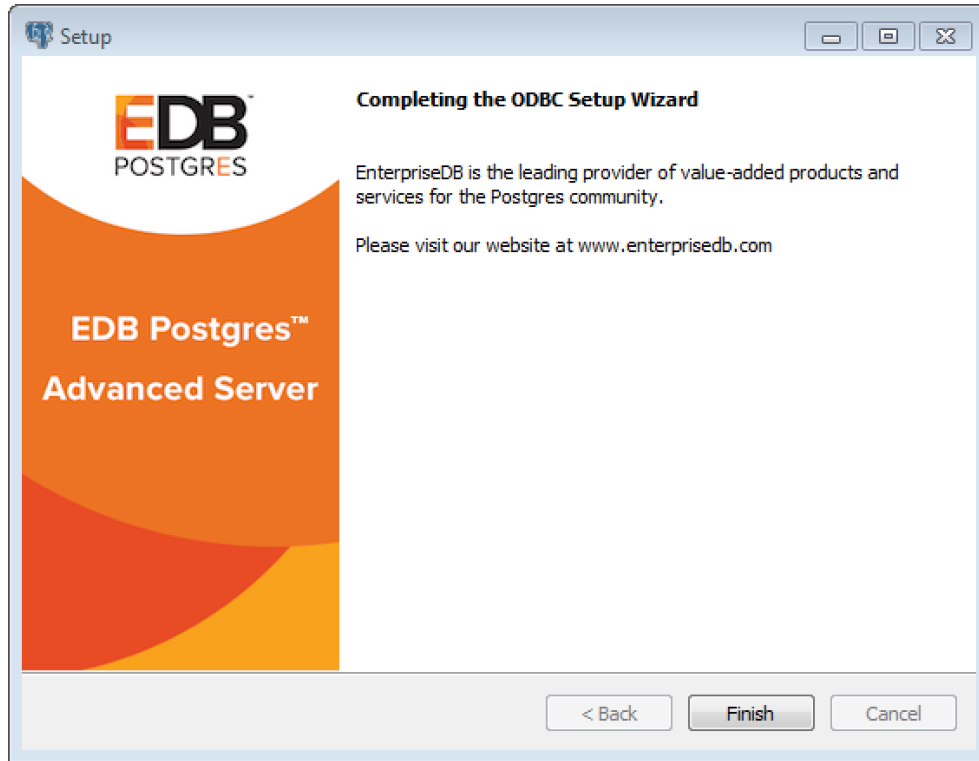 Setup
EDB™
POSTGRES
Completing the ODBC Setup Wizard
EnterpriseDB is the leading provider of value-added products and
services for the Postgres community.
Please visit our website at www.enterprisedb.com
EDB Postgres™
Advanced Server
< Back
Finish
Cancel